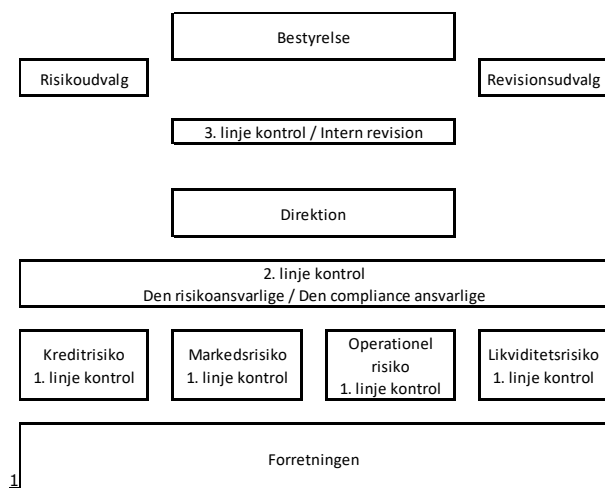 Bestyrelse
Risikoudvalg
Revisionsudvalg
3. linje kontrol / Intern revision
Direktion
2. linje kontrol
Den risikoansvarlige / Den compliance ansvarlige
Kreditrisiko
1. linje kontrol
Markedsrisiko
1. linje kontrol
Operationel
risiko
1. linje kontrol
Likviditetsrisiko
1. linje kontrol
Forretningen
1